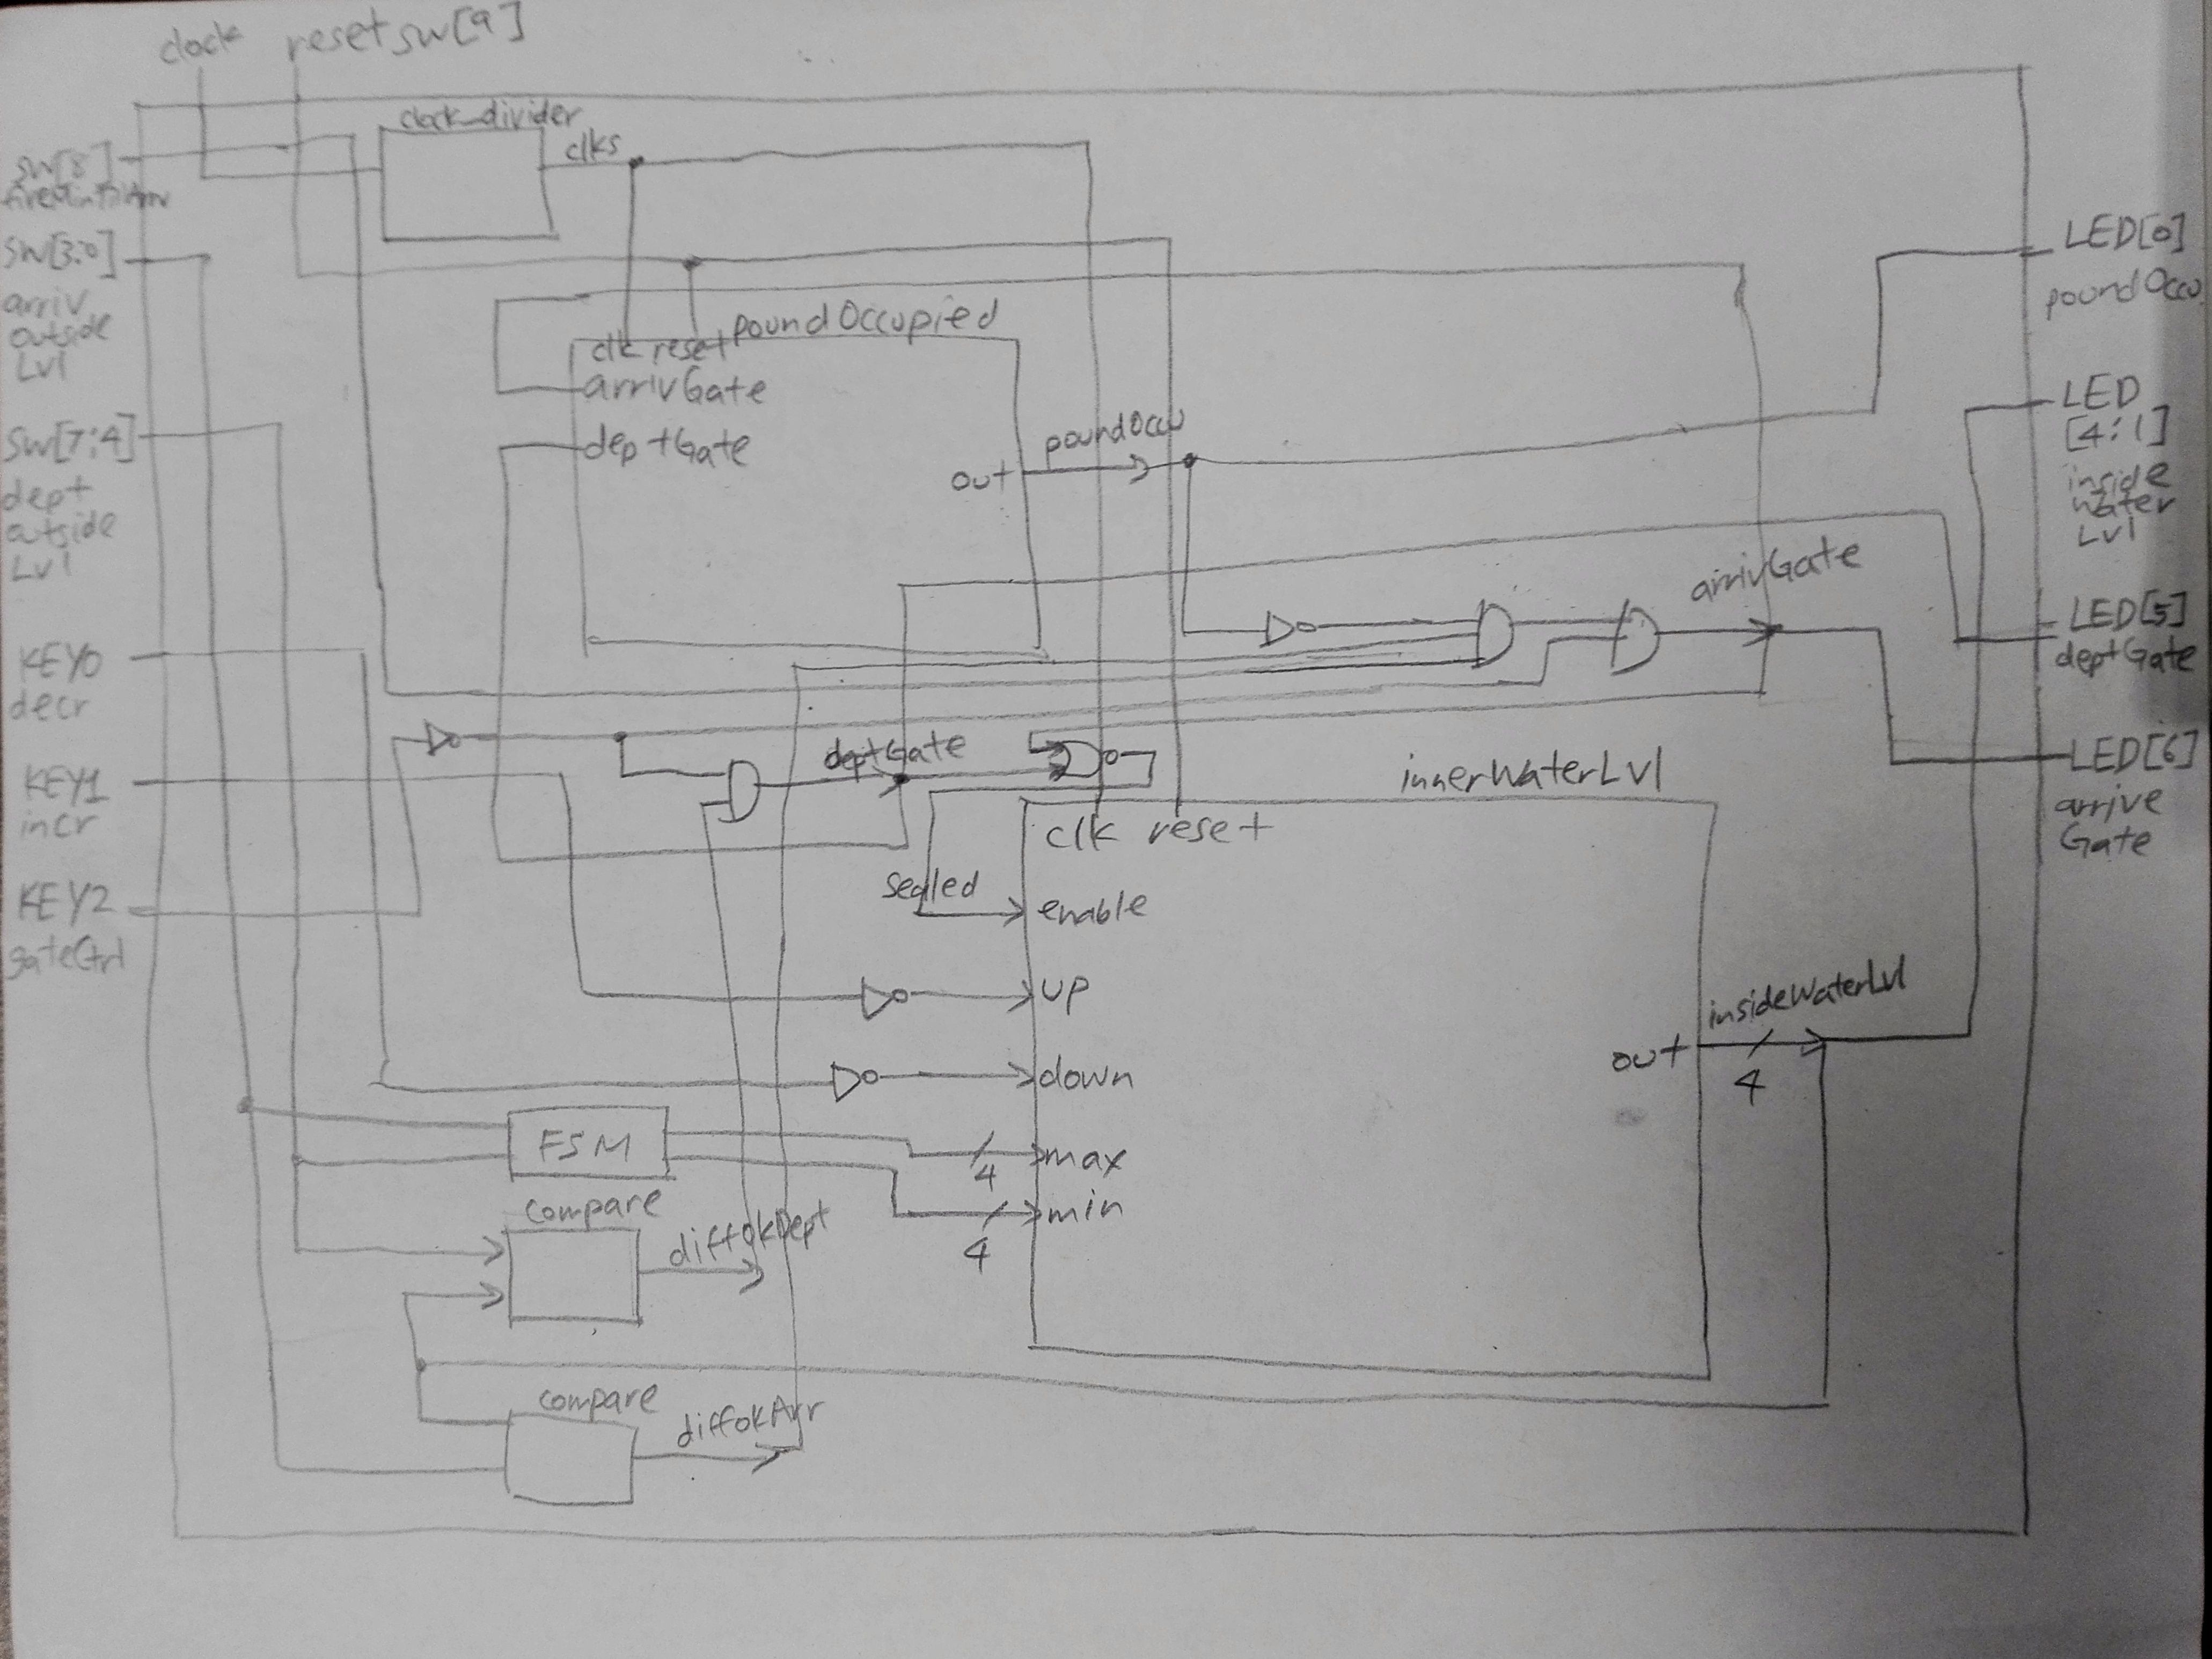 clock
reset sw[9]
clock_divider
clks
SW[8]
fiveMinTilArriv
SW[3:0]
arriv
outside
Lvl
SW[7:4]
dept
outside
Lvl
KEY0
decr
KEY1
incr
KEY2
gateCtrl
poundOccupied
clk reset
arrivGate
deptGate
out
poundOccu
arrivGate
deptGate
innerWaterLvl
clk reset
sealed
enable
up
down
max
4
min
4
out
insideWaterLvl
4
FSM
compare
diffokDept
compare
diffokArr
LED[0]
poundOccu
LED
[4:1]
inside
Water
Lvl
LED[5]
deptGate
LED[6]
arrive
Gate